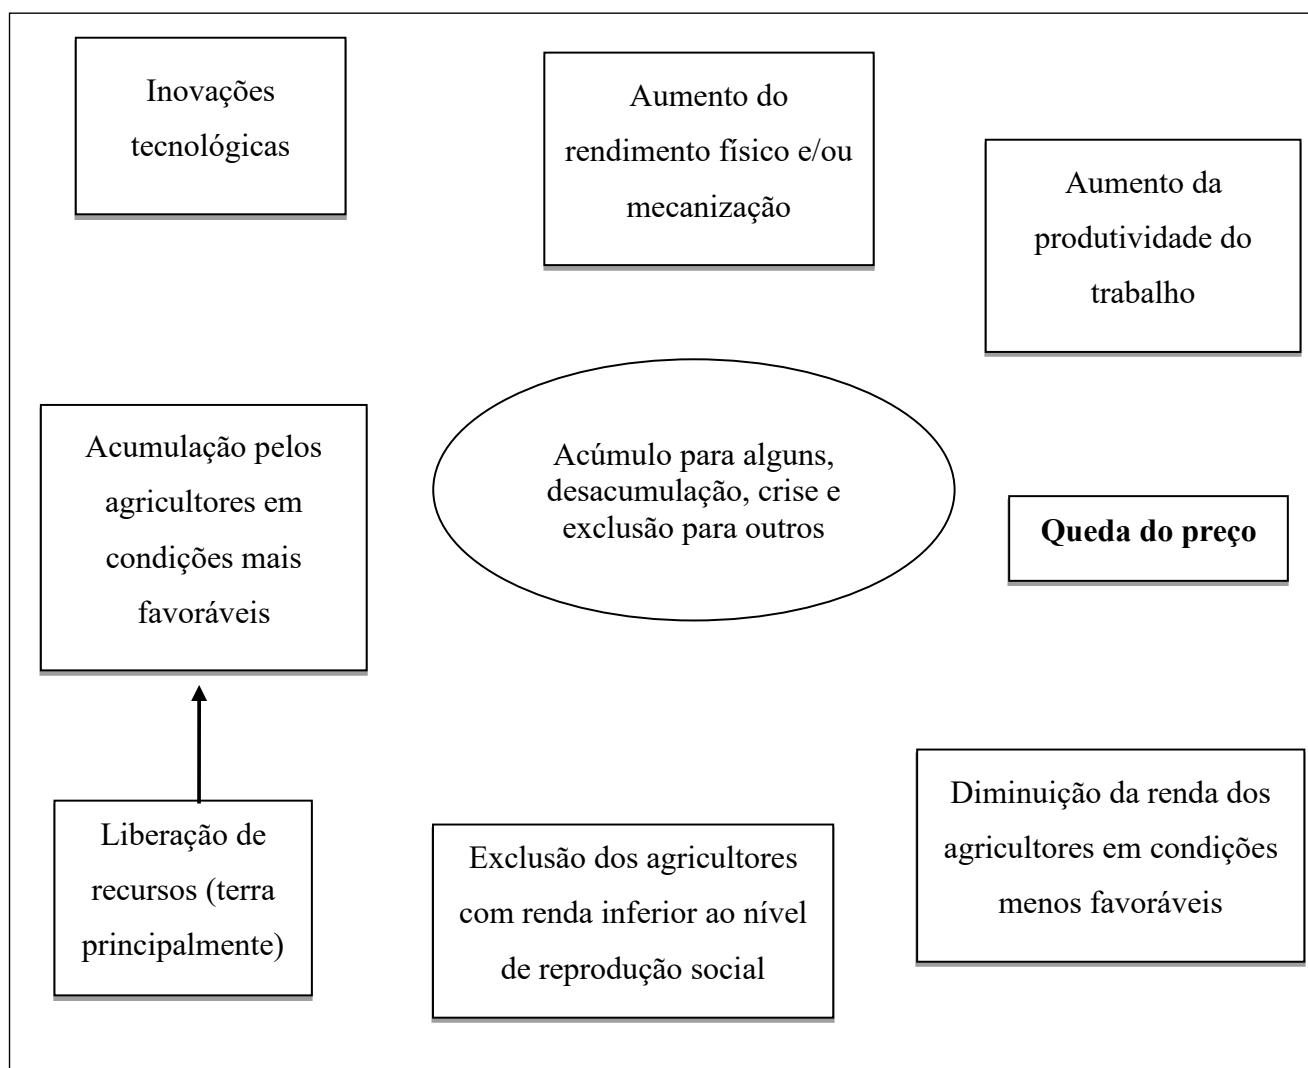 Inovações
tecnológicas
Aumento do
rendimento físico e/ou
mecanização
Aumento da
produtividade do
trabalho
Acumulação pelos
agricultores em
condições mais
favoráveis
Acúmulo para alguns,
desacumulação, crise e
exclusão para outros
Queda do preço
Liberação de
recursos (terra
principalmente)
Exclusão dos agricultores
com renda inferior ao nível
de reprodução social
Diminuição da renda dos
agricultores em condições
menos favoráveis